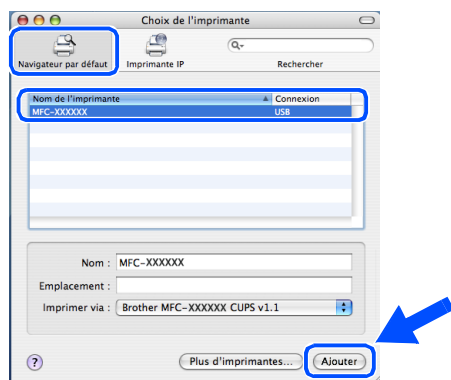 Choix de l'imprimante
Q-
Navigateur par défaut Imprimante IP Rechercher
Nom de l'imprimante Connexion
MFC-XXXXXX USB
Nom : MFC-XXXXXX
Emplacement :
Imprimer via : Brother MFC-XXXXXX CUPS v1.1
? Plus d'imprimantes... Ajouter